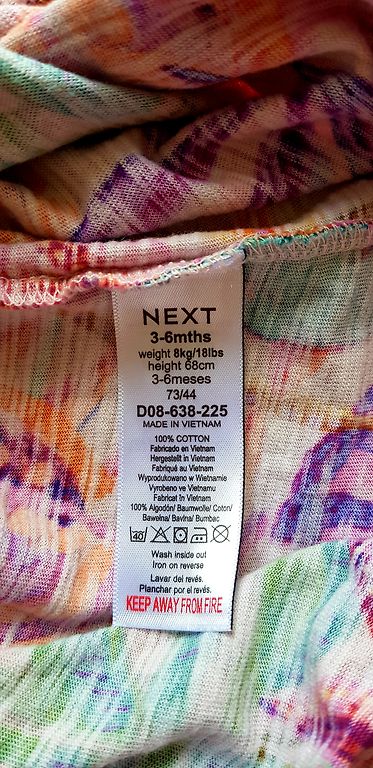 NEXT
3-6mths
weight 8kg/18lbs
height 68cm
3-6meses
73/44
D08-638-225
MADE IN VIETNAM
100% COTTON
Fabricado en Vietnam
Hergestellt in Vietnam
Fabriqué au Vietnam
Wyprodukowano w Wietnamie
Vyrobeno ve Vietnamu
Fabricat în Vietnam
100% Algodón/ Baumwolle/ Coton/
Bawełna/ Bavlna/ Bumbac
40
Wash inside out
Iron on reverse
Lavar del revés.
Planchar por el revés.
KEEP AWAY FROM FIRE